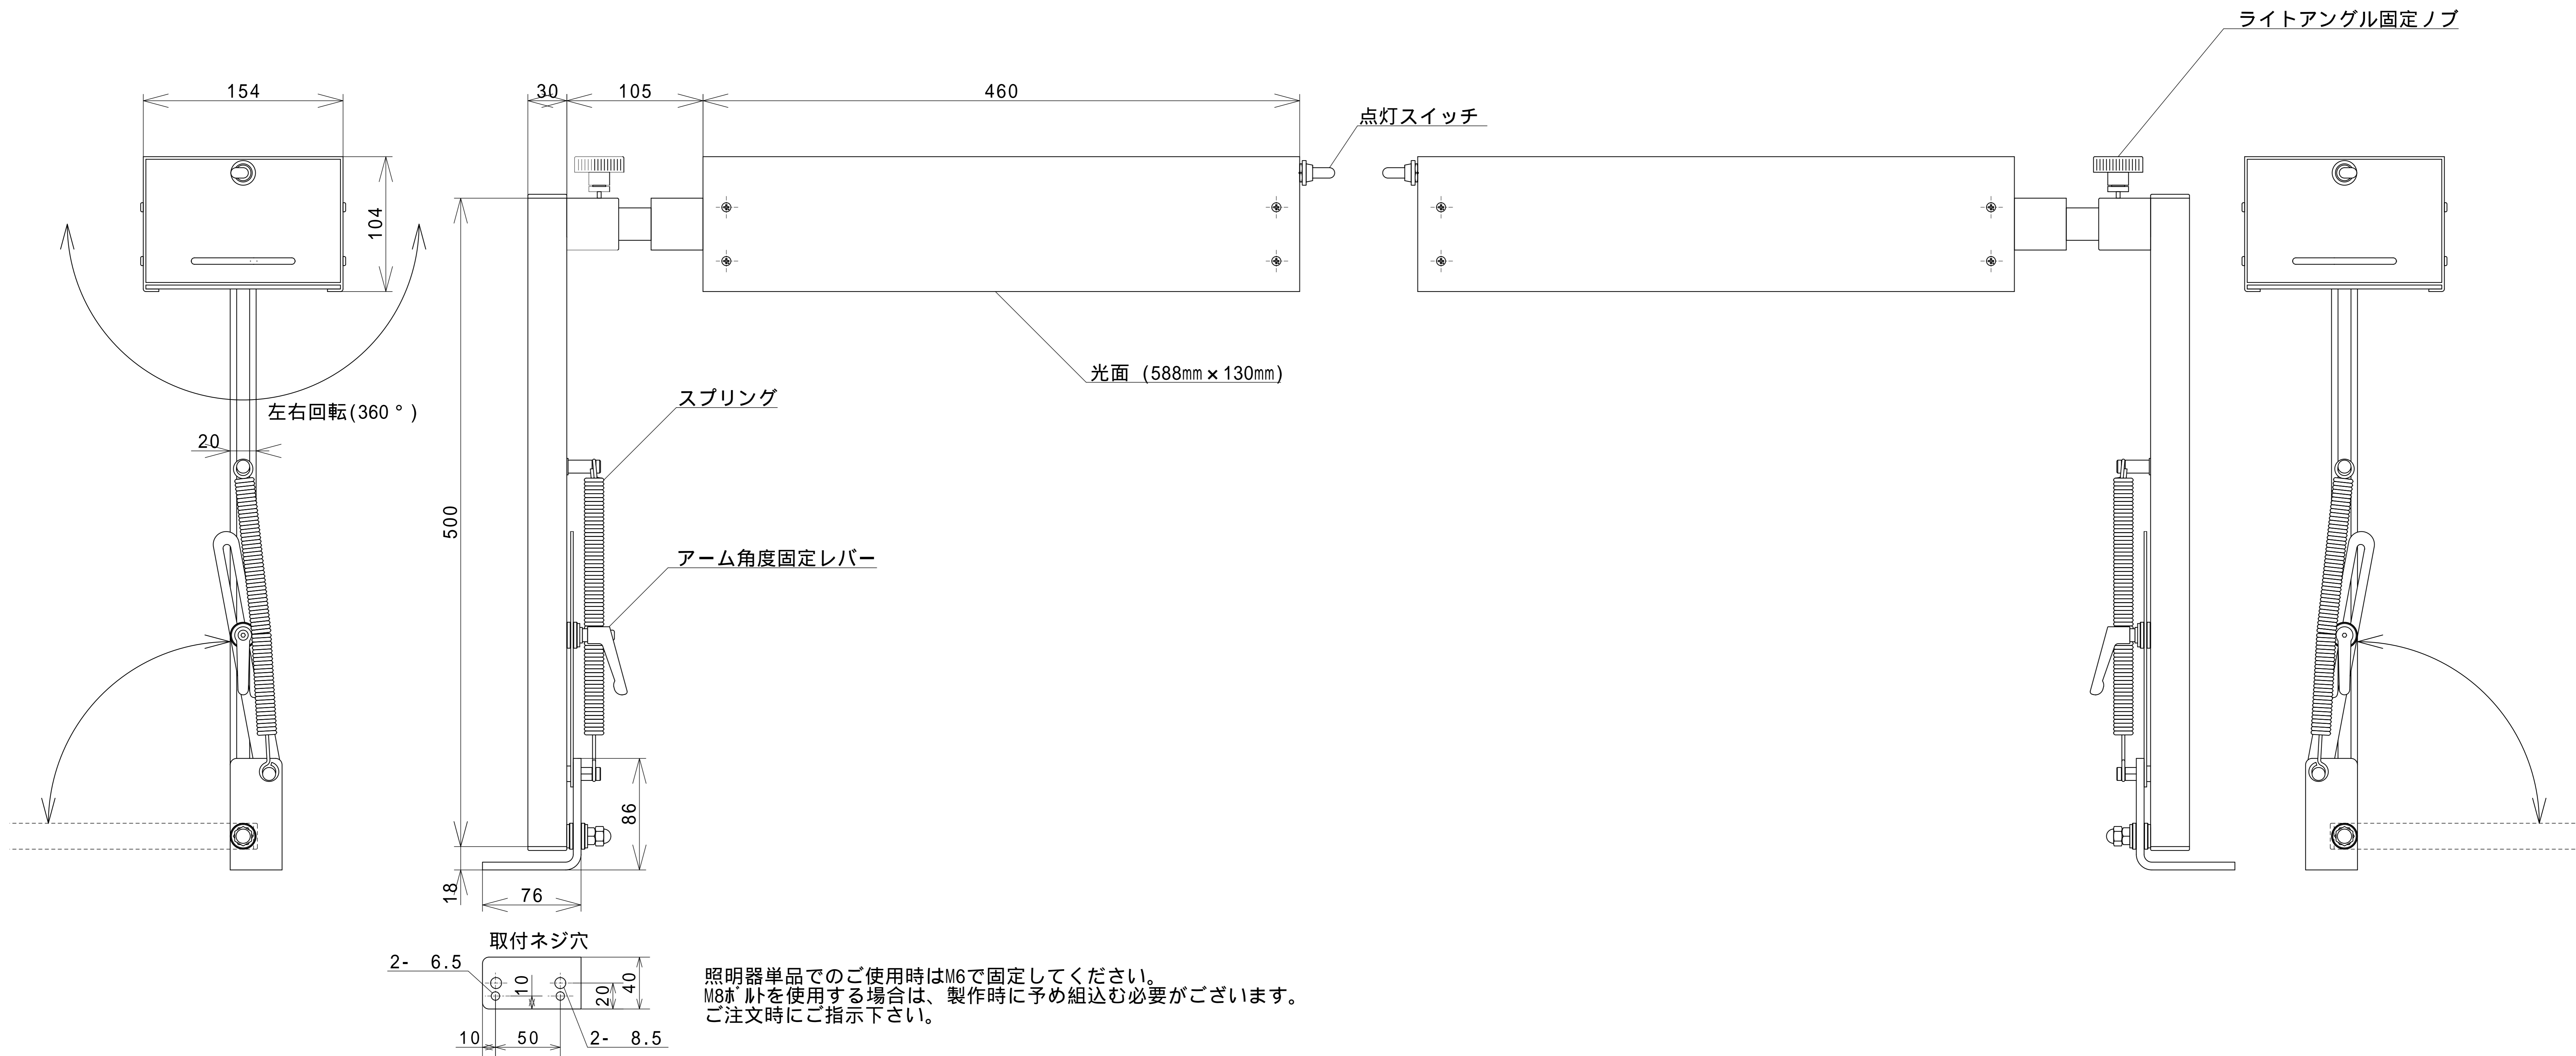 ライトアングル固定ノブ
154
30
105
460
点灯スイッチ
104
光面 (588㎜×130㎜)
スプリング
左右回転(360°)
20
500
アーム角度固定レバー
86
18
76
取付ネジ穴
2-  6.5
10
20
40
10
50
2-  8.5
照明器単品でのご使用時はM6で固定してください。
M8ﾎﾞﾙﾄを使用する場合は、製作時に予め組込む必要がございます。
ご注文時にご指示下さい。